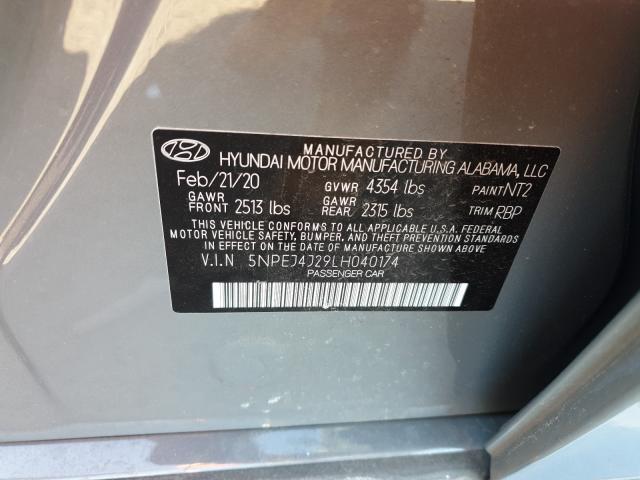 MANUFACTURED BY
HYUNDAI MOTOR MANUFACTURING ALABAMA, LLC
Feb/21/20 GVWR 4354 lbs PAINT NT2
GAWR FRONT 2513 lbs GAWR REAR 2315 lbs TRIM RBP
THIS VEHICLE CONFORMS TO ALL APPLICABLE U.S.A FEDERAL
MOTOR VEHICLE SAFETY, BUMPER, AND THEFT PREVENTION STANDARDS
IN EFFECT ON THE DATE OF MANUFACTURE SHOWN ABOVE
V.I.N 5NPEJ4J29LH040174
PASSENGER CAR